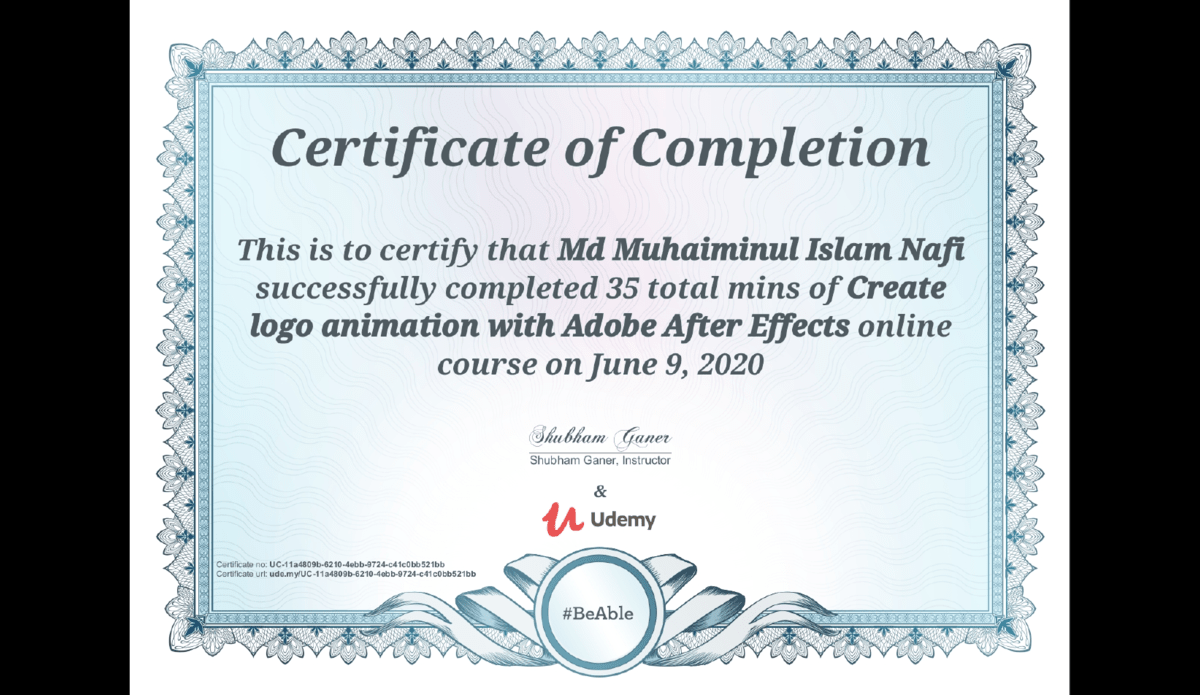 Certificate of Completion
This is to certify that Md Muhaiminul Islam Nafi
successfully completed 35 total mins of Create
logo animation with Adobe After Effects online
course on June 9, 2020
Shubham Ganer
Shubham Ganer, Instructor
&
Udemy
Certificate no: UC-11a4809b-6210-4ebb-9724-c41c0bb521bb
Certificate url: ude.my/UC-11a4809b-6210-4ebb-9724-c41c0bb521bb
#BeAble